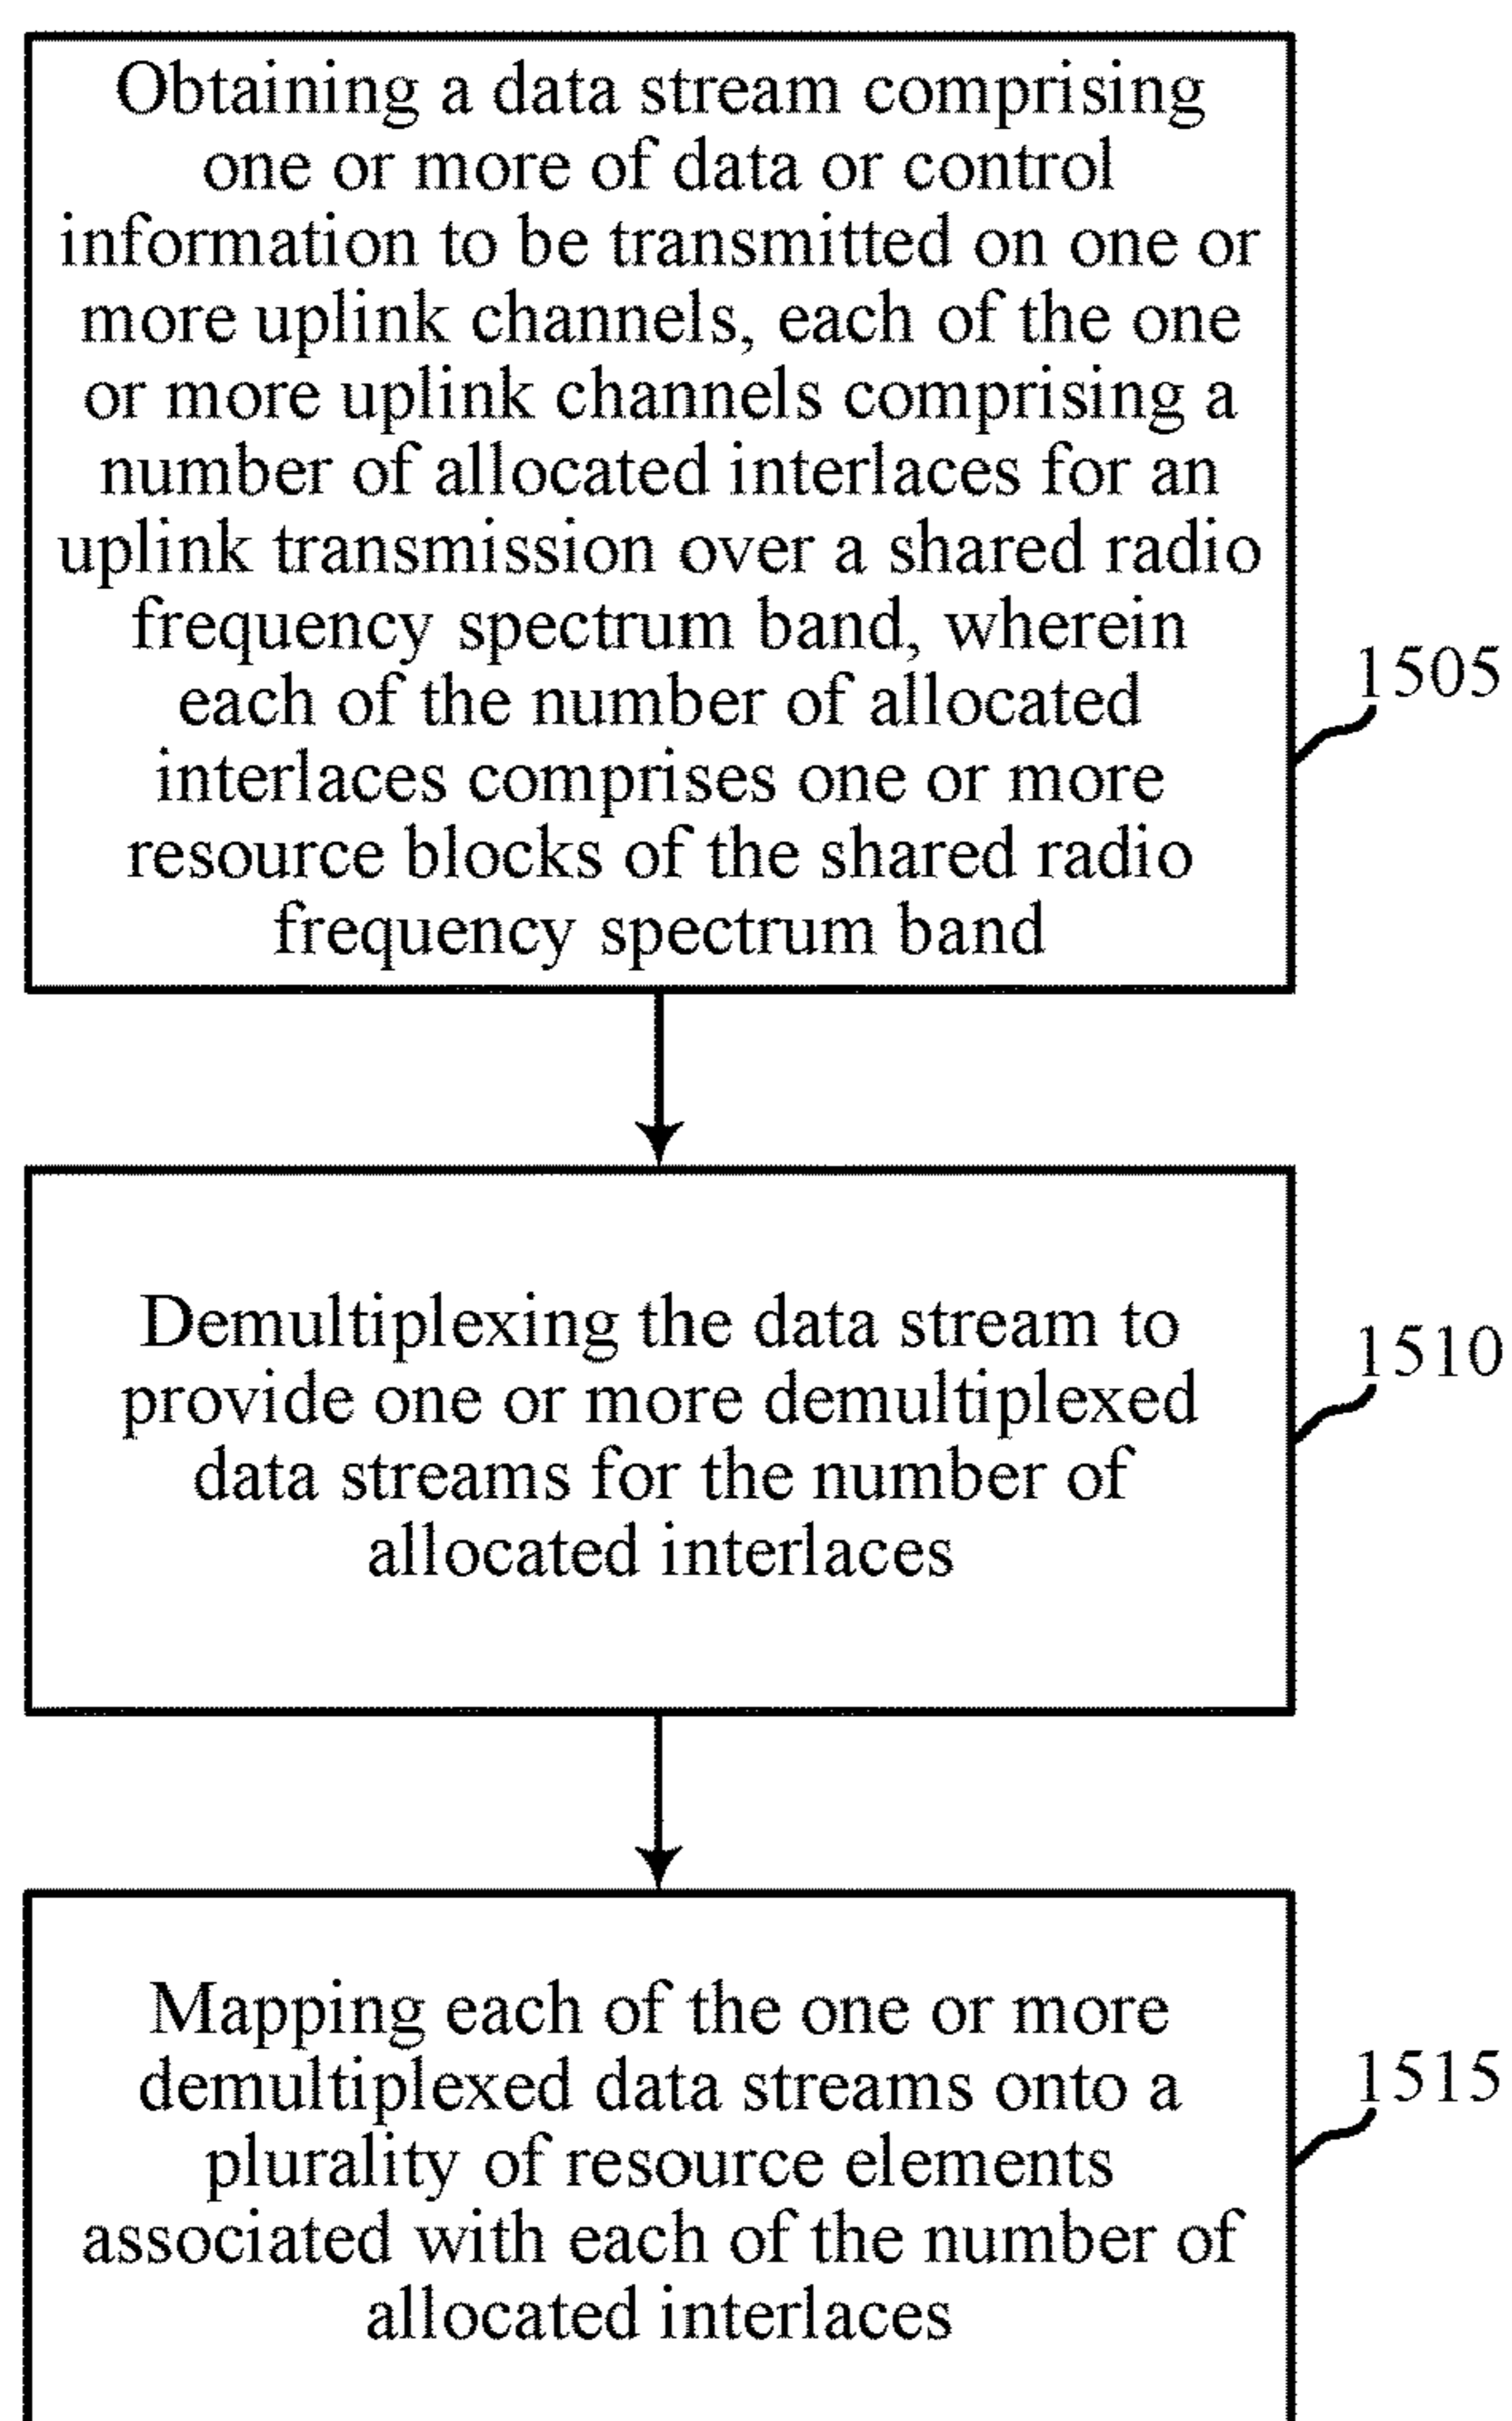 Obtaining a data stream comprising
one or more of data or control
information to be transmitted on one or
more uplink channels, each of the one
or more uplink channels comprising a
number of allocated interlaces for an
uplink transmission over a shared radio
frequency spectrum band, wherein
each of the number of allocated
interlaces comprises one or more
resource blocks of the shared radio
frequency spectrum band
1505
Demultiplexing the data stream to
provide one or more demultiplexed
data streams for the number of
allocated interlaces
1510
Mapping each of the one or more
demultiplexed data streams onto a
plurality of resource elements
associated with each of the number of
allocated interlaces
1515